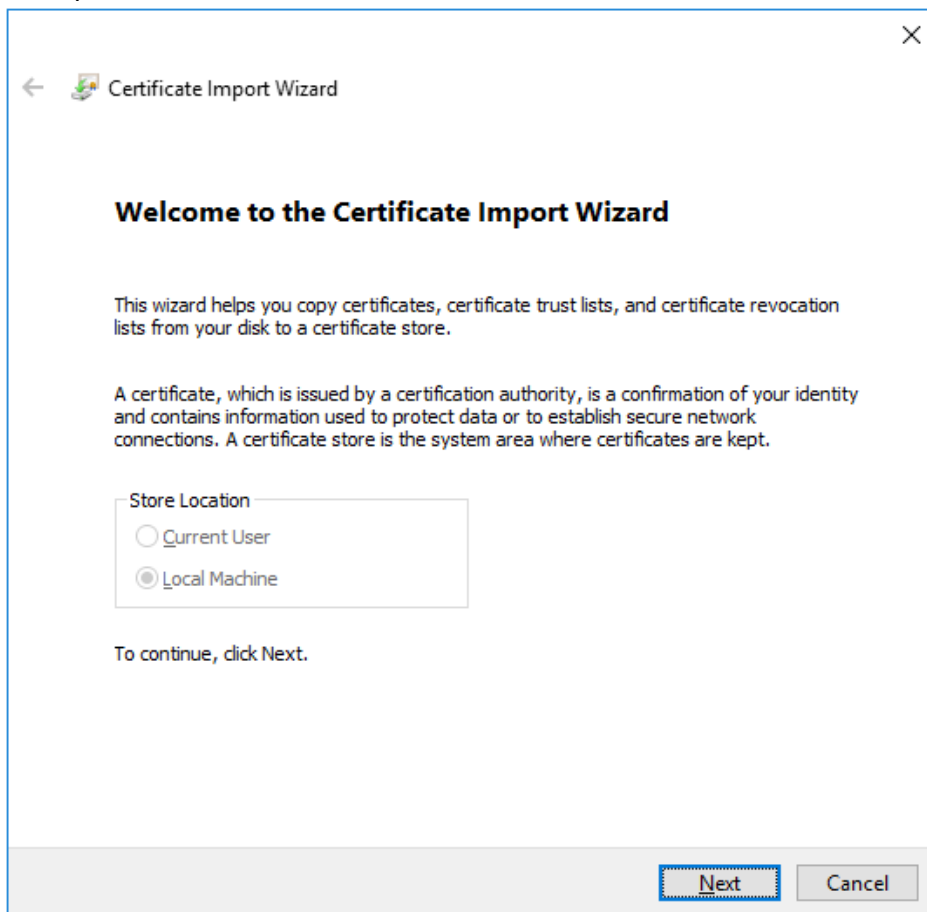 Certificate Import Wizard
Welcome to the Certificate Import Wizard
This wizard helps you copy certificates, certificate trust lists, and certificate revocation
lists from your disk to a certificate store.
A certificate, which is issued by a certification authority, is a confirmation of your identity
and contains information used to protect data or to establish secure network
connections. A certificate store is the system area where certificates are kept.
Store Location
Current User
Local Machine
To continue, click Next.
Next Cancel